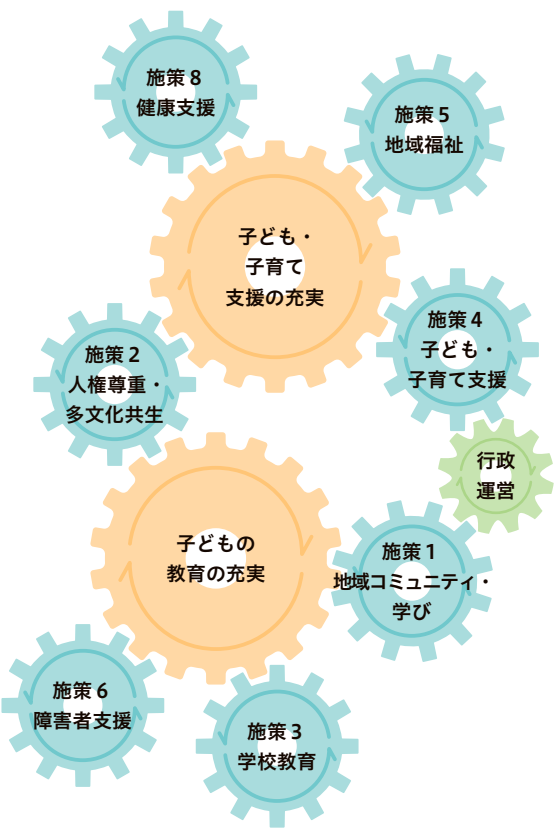 施策８
健康支援
施策５
地域福祉
子ども・
子育て
支援の充実
施策４
子ども・
子育て支援
施策２
人権尊重・
多文化共生
行政
運営
子どもの
教育の充実
施策１
地域コミュニティ・
学び
施策６
障害者支援
施策３
学校教育